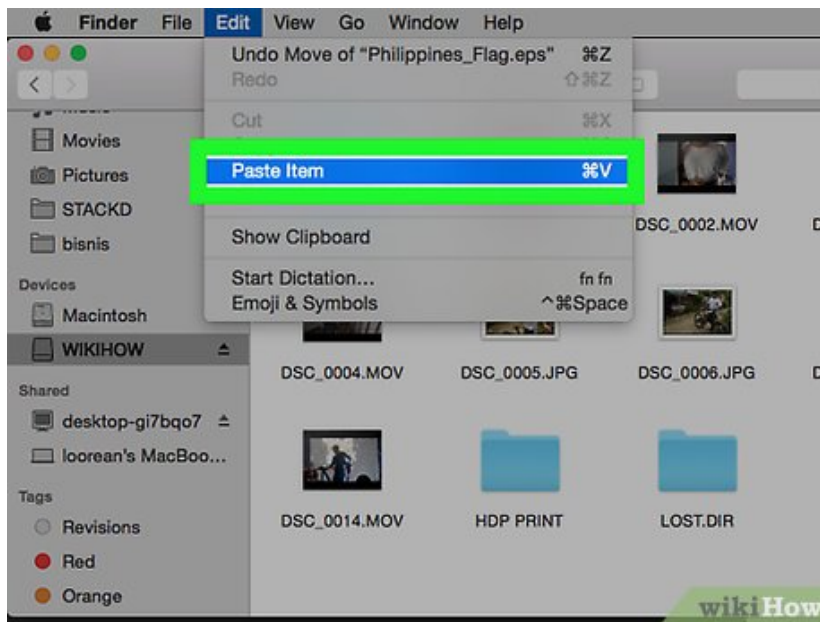 Finder File Edit View Go Window Help
Undo Move of “Philippines_Flag.eps” ⌘Z
Redo ⇧⌘Z
Cut ⌘X
Paste Item ⌘V
Show Clipboard
Start Dictation... fn fn
Emoji & Symbols ^⌘Space
Movies
Pictures
STACKD
bisnis
Devices
Macintosh
WIKIHOW
Shared
desktop-gi7bqo7
loorean's MacBoo...
Tags
Revisions
Red
Orange
DSC_0002.MOV
DSC_0004.MOV DSC_0005.JPG DSC_0006.JPG
DSC_0014.MOV HDP PRINT LOST.DIR
wikiHow